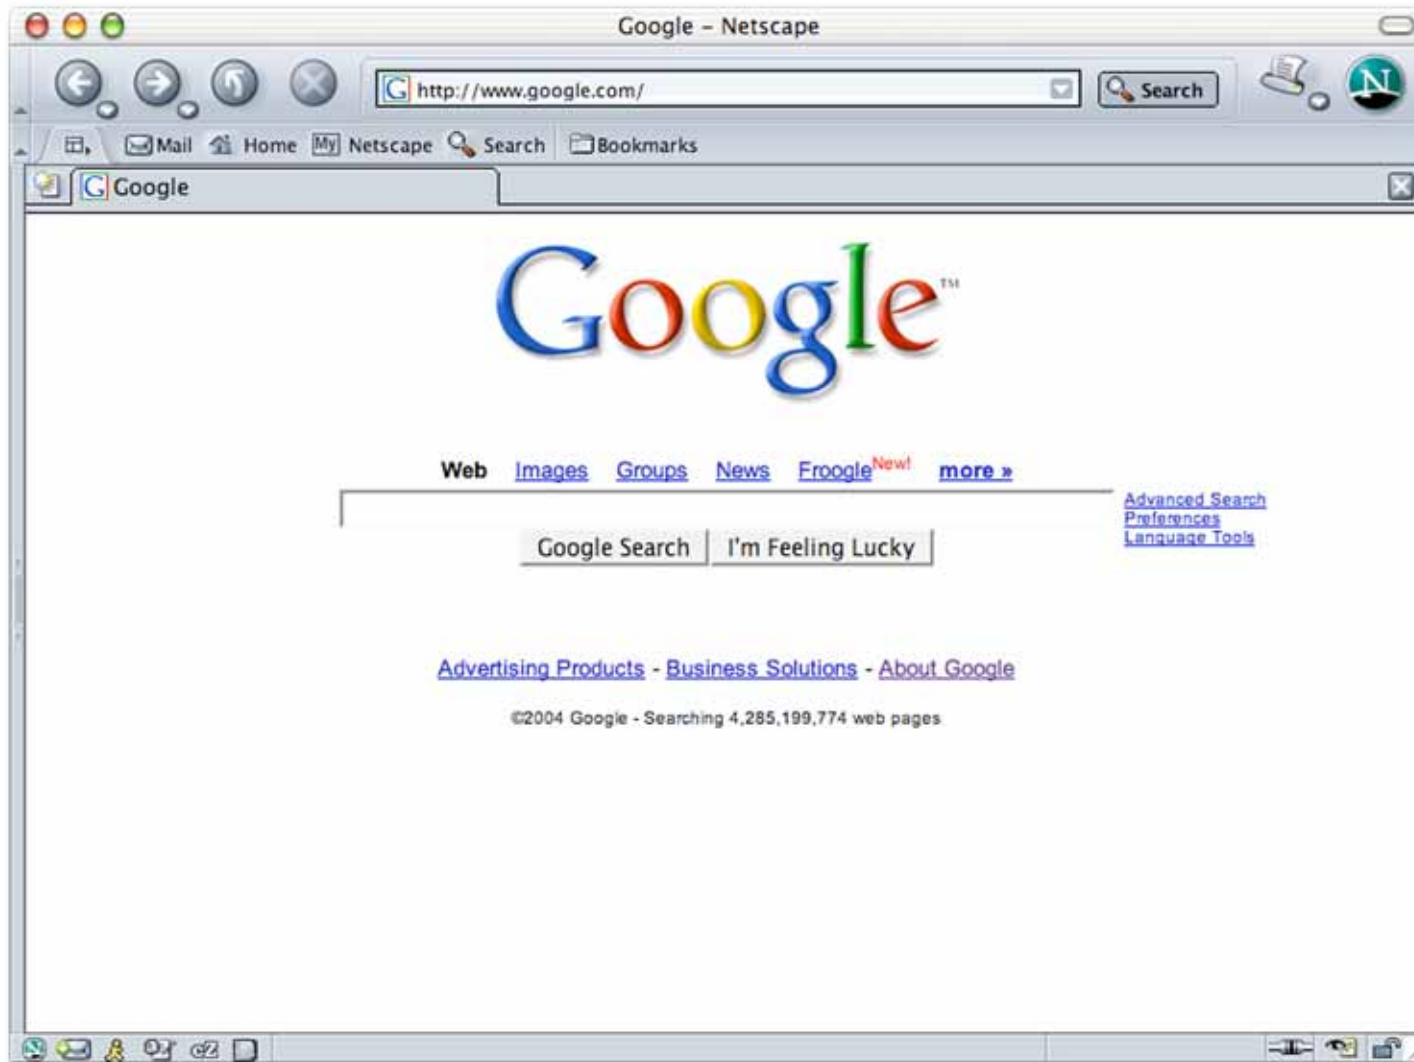 Google – Netscape
http://www.google.com/ Search N
Mail Home My Netscape Search Bookmarks
G Google
Google™
Web Images Groups News Froogle New! more »
Advanced Search
Preferences
Language Tools
Google Search I'm Feeling Lucky
Advertising Products - Business Solutions - About Google
©2004 Google - Searching 4,285,199,774 web pages